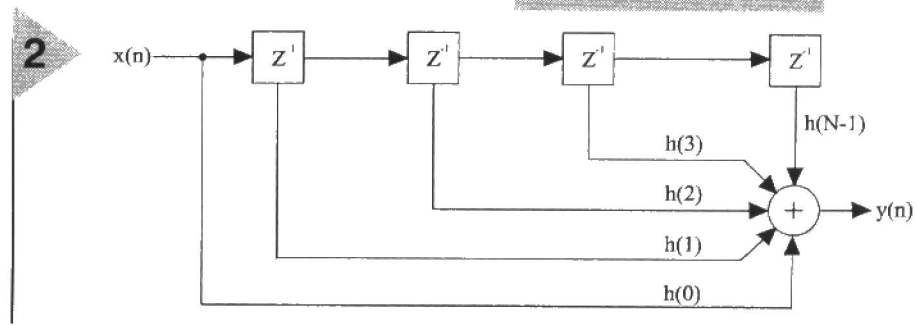 2
x(n)
Z⁻¹
Z⁻¹
Z⁻¹
Z⁻¹
h(N-1)
h(3)
h(2)
+
y(n)
h(1)
h(0)